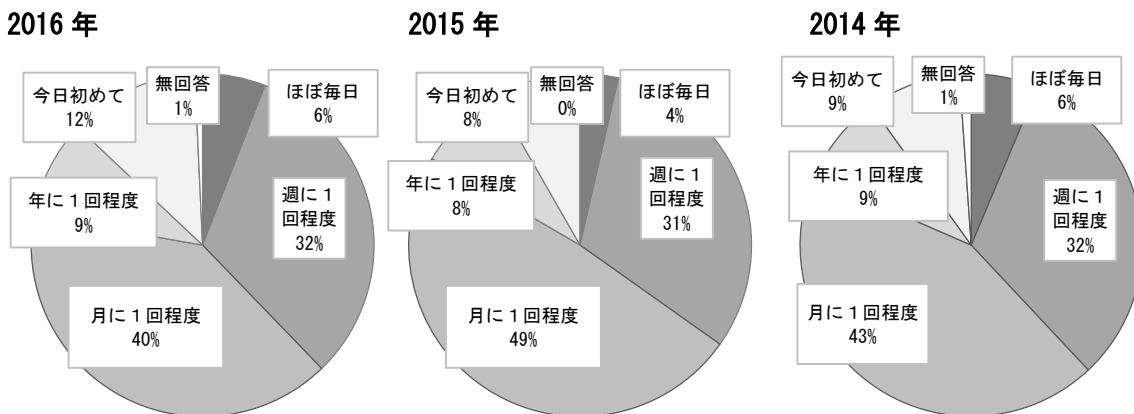 2016 年
無回答
1%
ほぼ毎日
6%
今日初めて
12%
年に１回程度
9%
週に１
回程度
32%
月に１回程度
40%
2015 年
無回答
0%
ほぼ毎日
4%
今日初めて
8%
年に１回程度
8%
週に１
回程度
31%
月に１回程度
49%
2014 年
無回答
1%
ほぼ毎日
6%
今日初めて
9%
年に１回程度
9%
週に１
回程度
32%
月に１回程度
43%